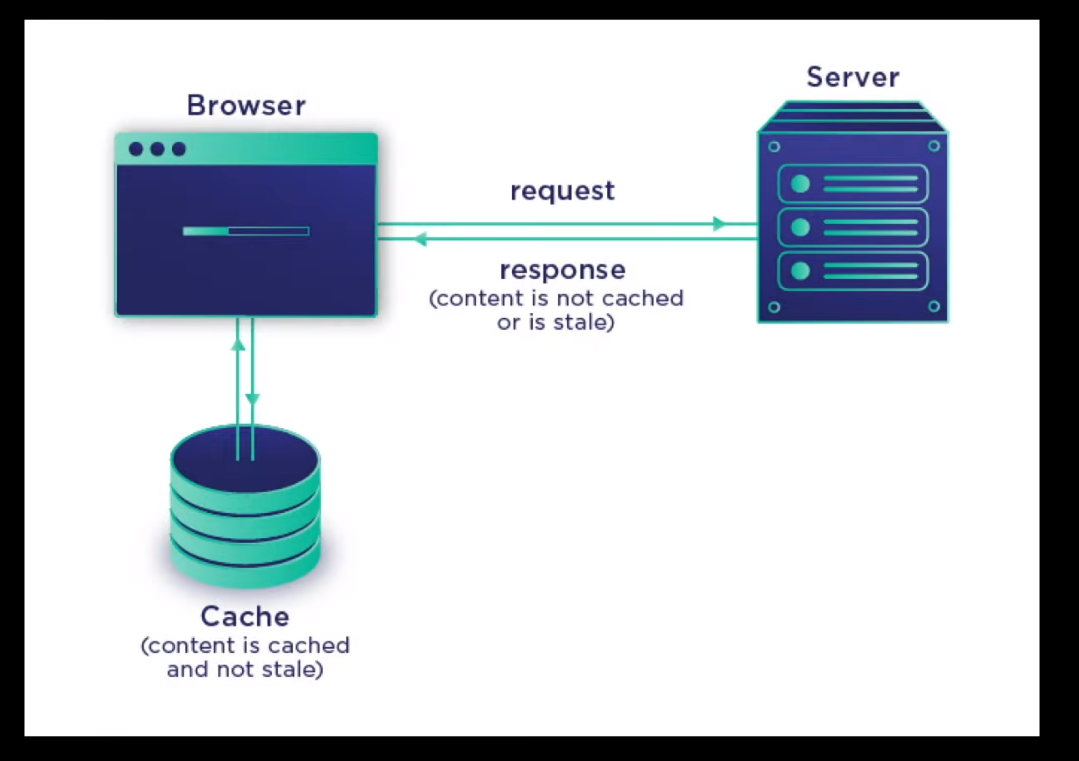 Browser
Server
request
response
(content is not cached
or is stale)
Cache
(content is cached
and not stale)